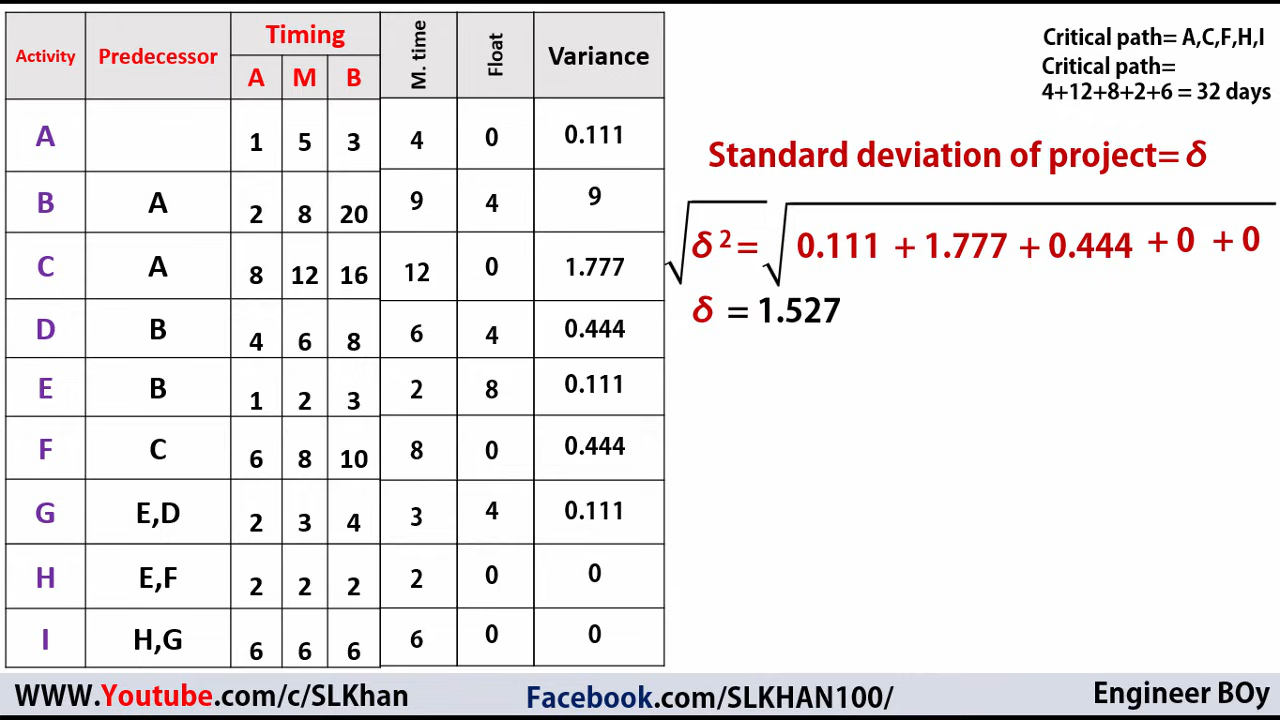 Activity Predecessor Timing M. time Float Variance
A M B
A 1 5 3 4 0 0.111
B A 2 8 20 9 4 9
C A 8 12 16 12 0 1.777
D B 4 6 8 6 4 0.444
E B 1 2 3 2 8 0.111
F C 6 8 10 8 0 0.444
G E,D 2 3 4 3 4 0.111
H E,F 2 2 2 2 0 0
I H,G 6 6 6 6 0 0
Critical path= A,C,F,H,I
Critical path=
4+12+8+2+6 = 32 days
Standard deviation of project= δ
√δ² = √0.111 + 1.777 + 0.444 + 0 + 0
δ = 1.527
WWW.Youtube.com/c/SLKhan
Facebook.com/SLKHAN100/
Engineer BOy